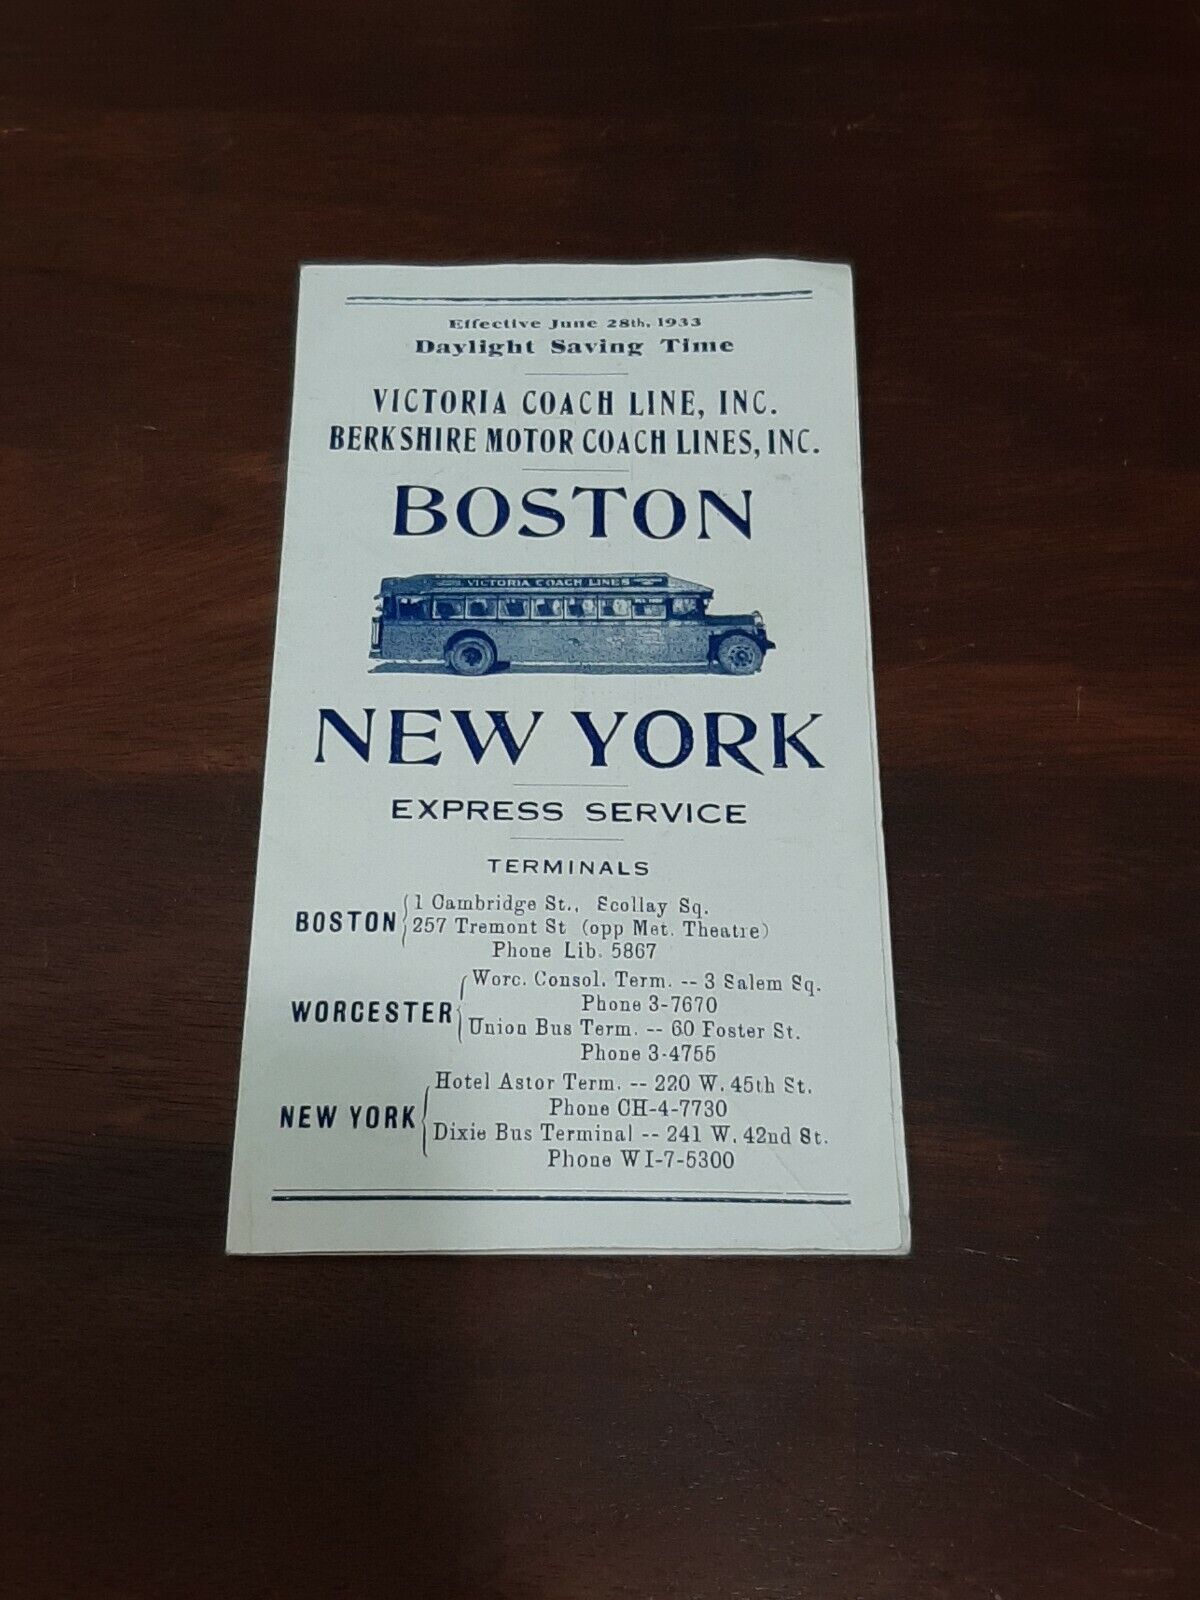 Effective June 28th, 1933
Daylight Saving Time
VICTORIA COACH LINE, INC.
BERKSHIRE MOTOR COACH LINES, INC.
BOSTON
VICTORIA COACH LINES
NEW YORK
EXPRESS SERVICE
TERMINALS
BOSTON
1 Cambridge St., Scollay Sq.
257 Tremont St (opp Met. Theatre)
Phone Lib. 5867
WORCESTER
Worc. Consol. Term. -- 3 Salem Sq.
Phone 3-7670
Union Bus Term. -- 60 Foster St.
Phone 3-4755
NEW YORK
Hotel Astor Term. -- 220 W. 45th St.
Phone CH-4-7730
Dixie Bus Terminal -- 241 W. 42nd St.
Phone WI-7-5300